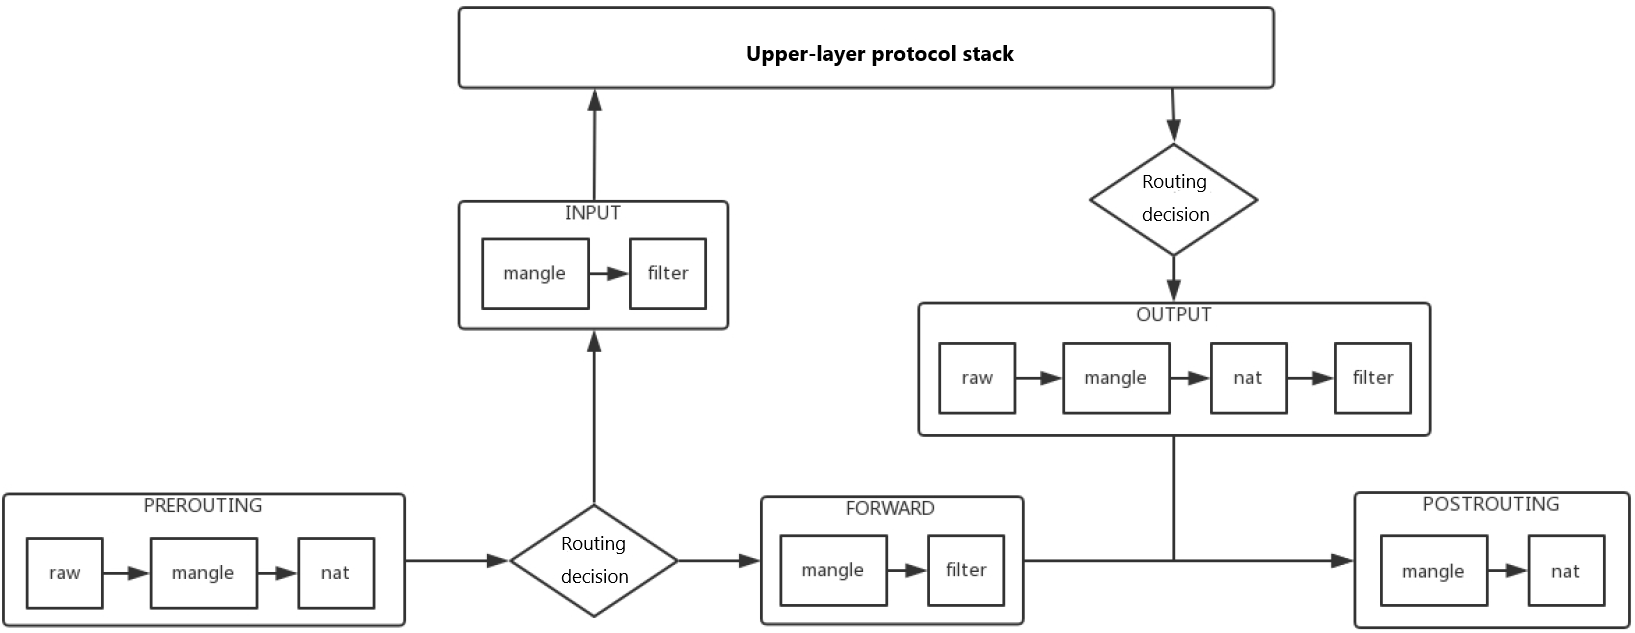 Upper-layer protocol stack
Routing
decision
INPUT
mangle
filter
OUTPUT
raw
mangle
nat
filter
PREROUTING
raw
mangle
nat
Routing
decision
FORWARD
mangle
filter
POSTROUTING
mangle
nat